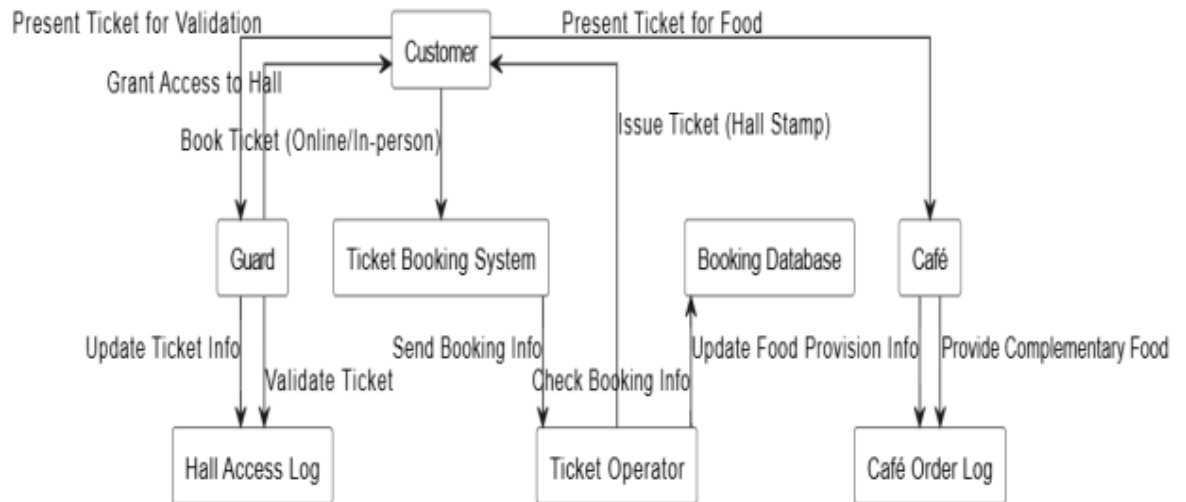 Present Ticket for Validation
Present Ticket for Food
Customer
Grant Access to Hall
Issue Ticket (Hall Stamp)
Book Ticket (Online/In-person)
Guard
Ticket Booking System
Booking Database
Café
Update Ticket Info
Send Booking Info
Update Food Provision Info
Provide Complementary Food
Validate Ticket
Check Booking Info
Hall Access Log
Ticket Operator
Café Order Log